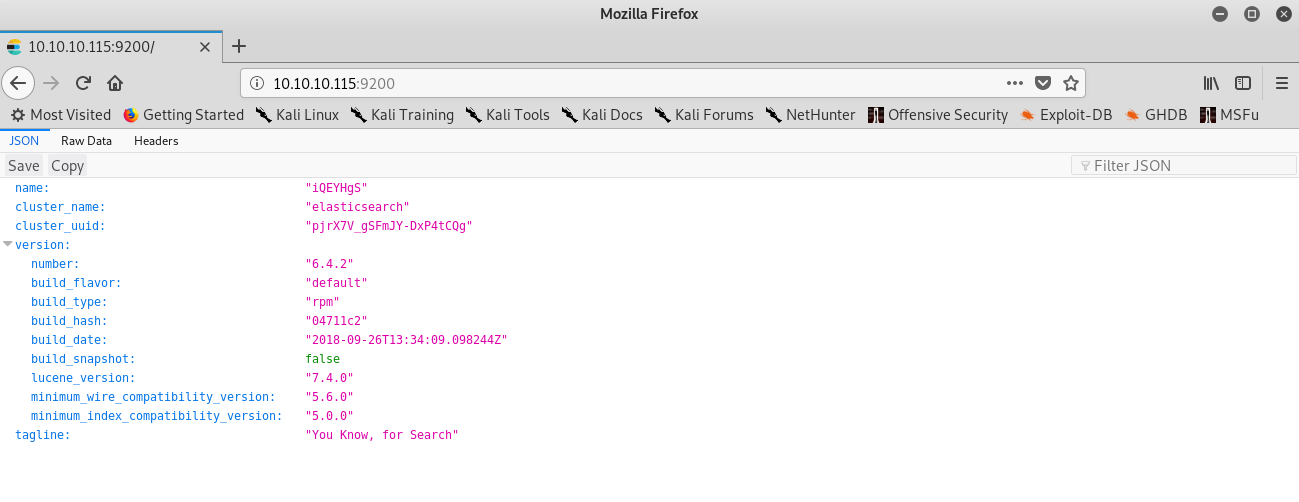 Mozilla Firefox
10.10.10.115:9200/
10.10.10.115:9200
Most Visited Getting Started Kali Linux Kali Training Kali Tools Kali Docs Kali Forums NetHunter Offensive Security Exploit-DB GHDB MSFu
JSON Raw Data Headers
Save Copy Filter JSON
name: "iQEYHgS"
cluster_name: "elasticsearch"
cluster_uuid: "pjrX7V_gSFmJY-DxP4tCQg"
version:
number: "6.4.2"
build_flavor: "default"
build_type: "rpm"
build_hash: "04711c2"
build_date: "2018-09-26T13:34:09.098244Z"
build_snapshot: false
lucene_version: "7.4.0"
minimum_wire_compatibility_version: "5.6.0"
minimum_index_compatibility_version: "5.0.0"
tagline: "You Know, for Search"